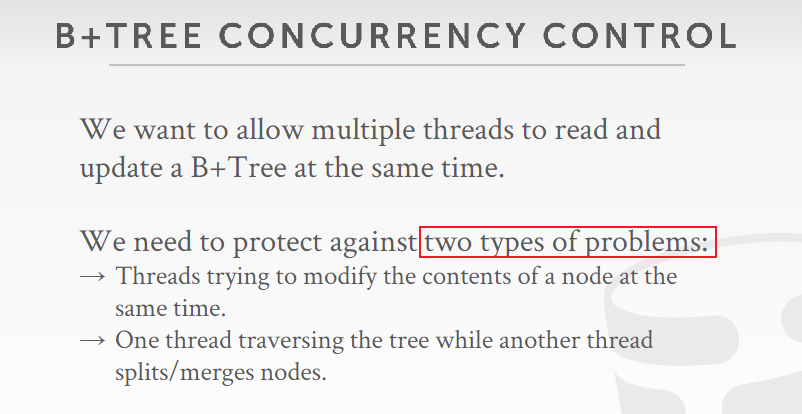 B+TREE CONCURRENCY CONTROL
We want to allow multiple threads to read and
update a B+Tree at the same time.
We need to protect against two types of problems:
→ Threads trying to modify the contents of a node at the
same time.
→ One thread traversing the tree while another thread
splits/merges nodes.